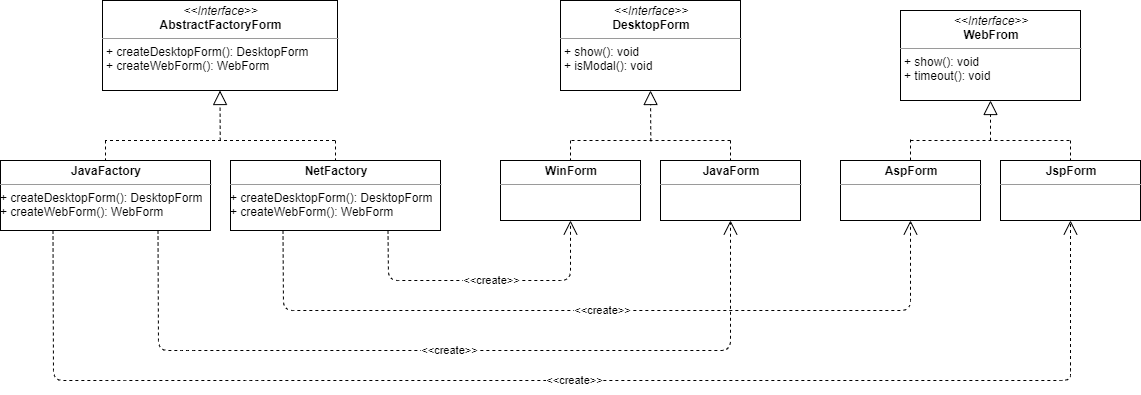 <<Interface>>
AbstractFactoryForm
+ createDesktopForm(): DesktopForm
+ createWebForm(): WebForm
<<Interface>>
DesktopForm
+ show(): void
+ isModal(): void
<<Interface>>
WebFrom
+ show(): void
+ timeout(): void
JavaFactory
+ createDesktopForm(): DesktopForm
+ createWebForm(): WebForm
NetFactory
+ createDesktopForm(): DesktopForm
+ createWebForm(): WebForm
WinForm
JavaForm
AspForm
JspForm
<<create>>
<<create>>
<<create>>
<<create>>